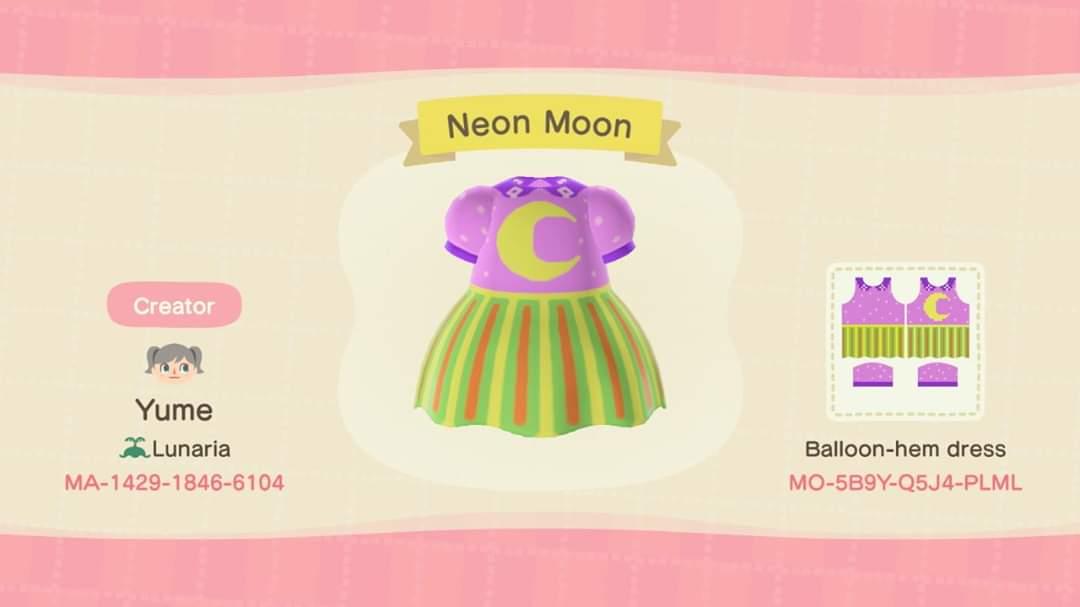 Neon Moon
Creator
Yume
Lunaria
MA-1429-1846-6104
Balloon-hem dress
MO-5B9Y-Q5J4-PLML